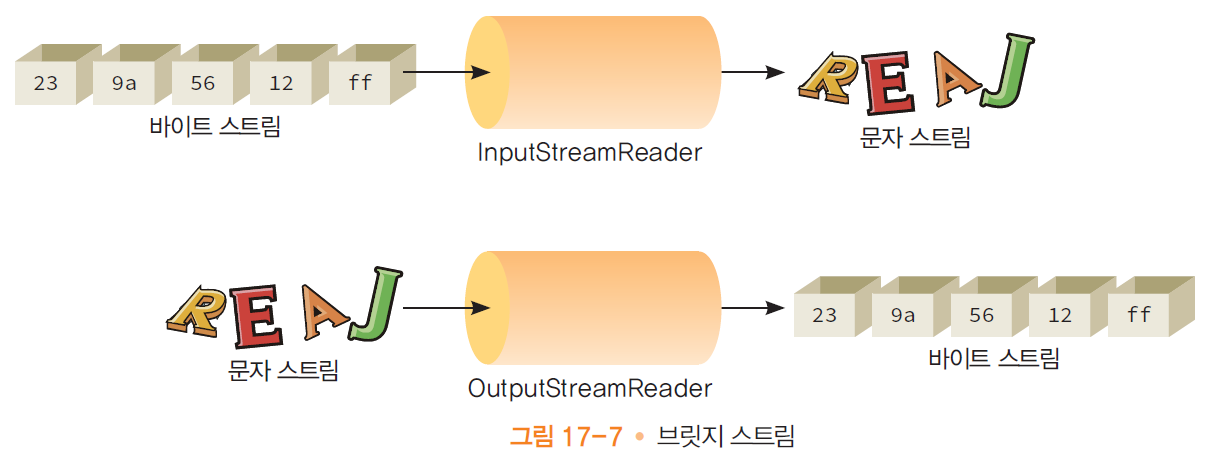 23 9a 56 12 ff
바이트 스트림
InputStreamReader
R E A J
문자 스트림
R E A J
문자 스트림
OutputStreamReader
23 9a 56 12 ff
바이트 스트림
그림 17-7 • 브릿지 스트림